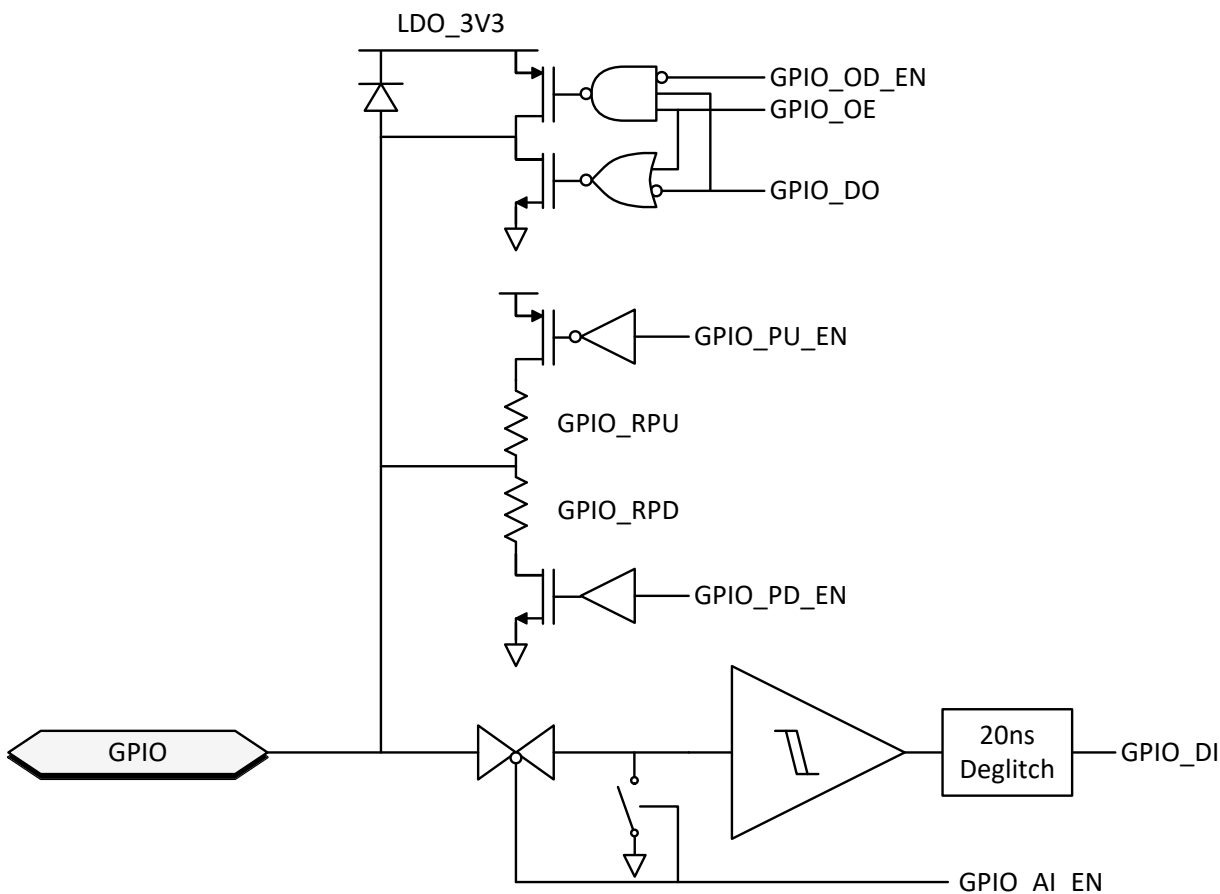 LDO_3V3
GPIO_OD_EN
GPIO_OE
GPIO_DO
GPIO_PU_EN
GPIO_RPU
GPIO_RPD
GPIO_PD_EN
GPIO
20ns
Deglitch
GPIO_DI
GPIO_AI_EN